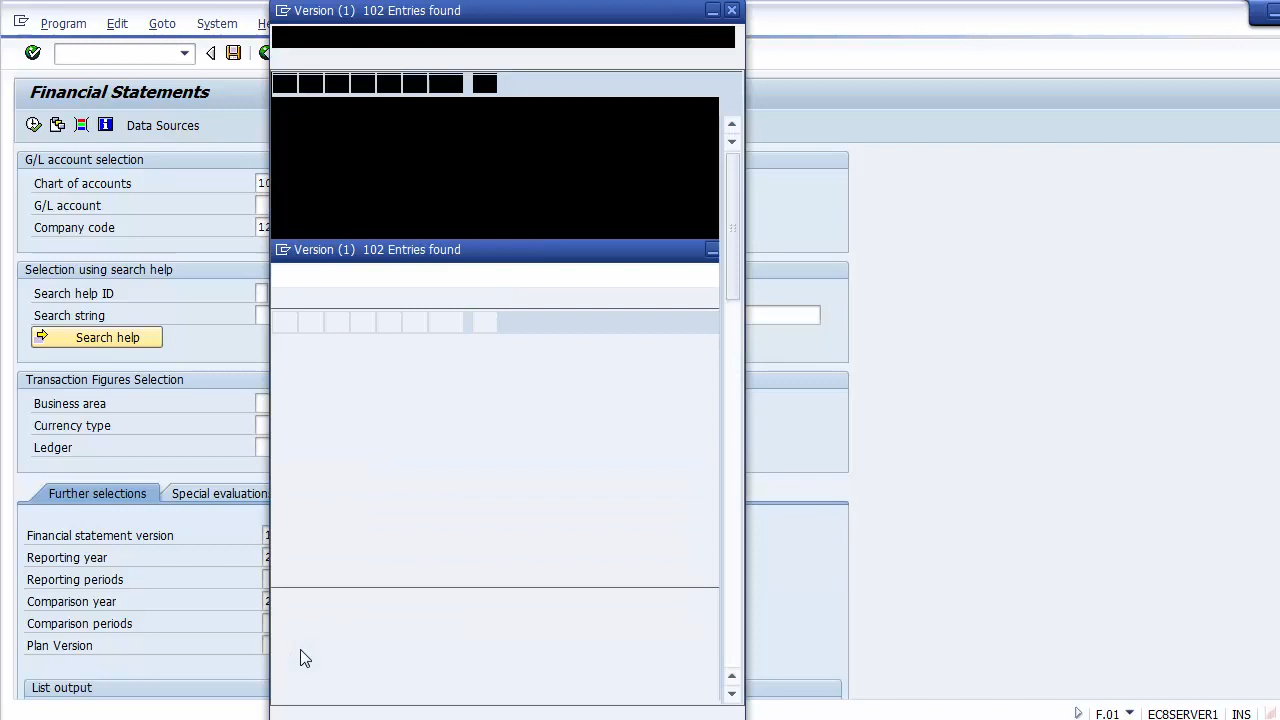 Program Edit Goto System
Version (1) 102 Entries found
Financial Statements
Data Sources
G/L account selection
Chart of accounts
G/L account
Company code
Version (1) 102 Entries found
Selection using search help
Search help ID
Search string
Search help
Transaction Figures Selection
Business area
Currency type
Ledger
Further selections Special evaluation
Financial statement version
Reporting year
Reporting periods
Comparison year
Comparison periods
Plan Version
List output
F.01 EC8SERVER1 INS